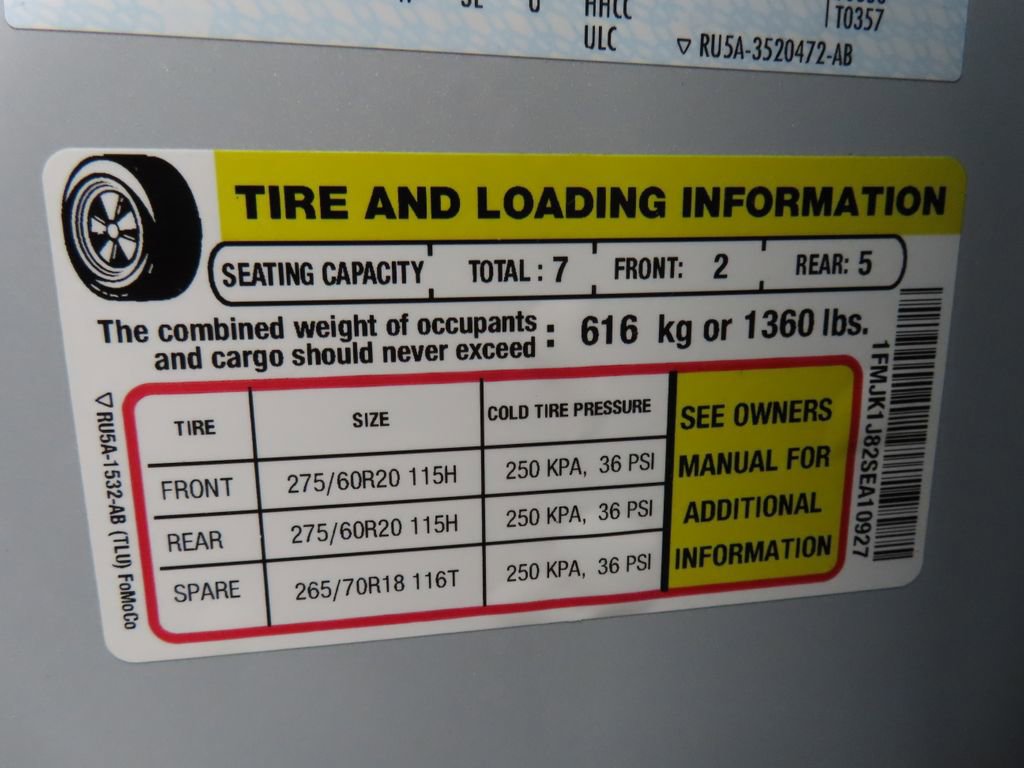 HHCC
ULC
T0357
▽ RU5A-3520472-AB
TIRE AND LOADING INFORMATION
SEATING CAPACITY TOTAL : 7 FRONT: 2 REAR: 5
The combined weight of occupants
and cargo should never exceed : 616 kg or 1360 lbs.
TIRE SIZE COLD TIRE PRESSURE
FRONT 275/60R20 115H 250 KPA, 36 PSI
REAR 275/60R20 115H 250 KPA, 36 PSI
SPARE 265/70R18 116T 250 KPA, 36 PSI
SEE OWNERS
MANUAL FOR
ADDITIONAL
INFORMATION
▽RU5A-1532-AB (TLU) FoMoCo
1FMJK1J82SEA10927